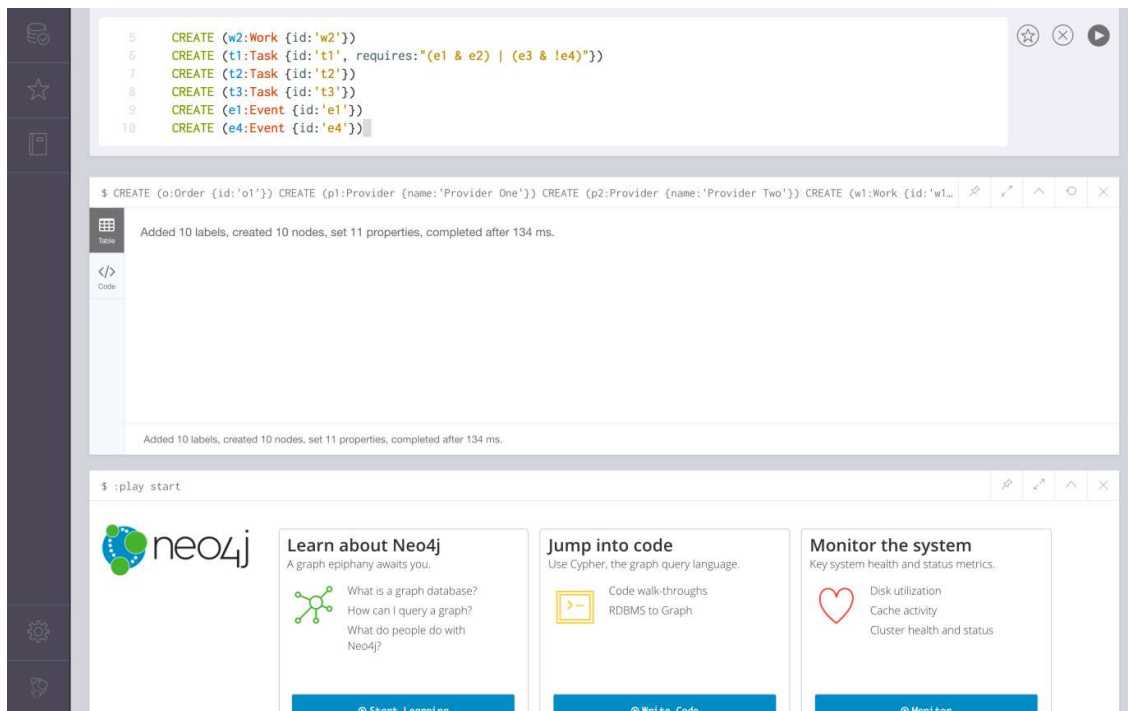 5 CREATE (w2:Work {id:'w2'})
6 CREATE (t1:Task {id:'t1', requires:"(e1 & e2) | (e3 & !e4)"})
7 CREATE (t2:Task {id:'t2'})
8 CREATE (t3:Task {id:'t3'})
9 CREATE (e1:Event {id:'e1'})
10 CREATE (e4:Event {id:'e4'})
$ CREATE (o:Order {id:'o1'}) CREATE (p1:Provider {name:'Provider One'}) CREATE (p2:Provider {name:'Provider Two'}) CREATE (w1:Work {id:'w1…
Table
Added 10 labels, created 10 nodes, set 11 properties, completed after 134 ms.
</>
Code
Added 10 labels, created 10 nodes, set 11 properties, completed after 134 ms.
$ :play start
neo4j
Learn about Neo4j
A graph epiphany awaits you.
What is a graph database?
How can I query a graph?
What do people do with
Neo4j?
Start Learning
Jump into code
Use Cypher, the graph query language.
Code walk-throughs
RDBMS to Graph
Write Code
Monitor the system
Key system health and status metrics.
Disk utilization
Cache activity
Cluster health and status
Monitor